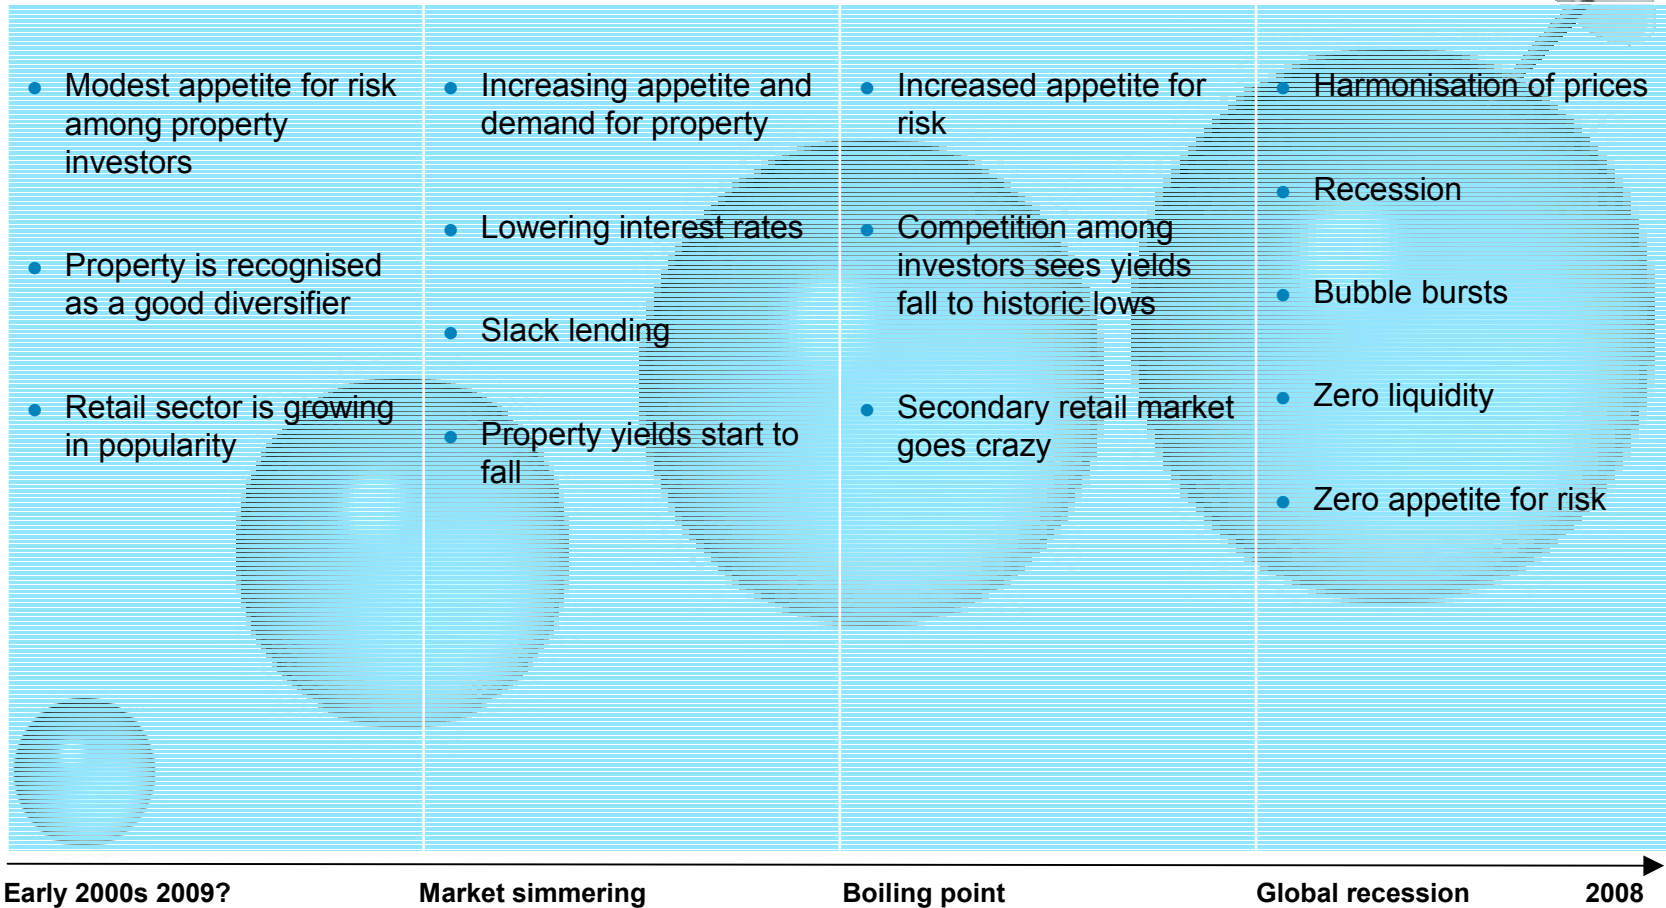 ● Modest appetite for risk
among property
investors
● Property is recognised
as a good diversifier
● Retail sector is growing
in popularity
● Increasing appetite and
demand for property
● Lowering interest rates
● Slack lending
● Property yields start to
fall
● Increased appetite for
risk
● Competition among
investors sees yields
fall to historic lows
● Secondary retail market
goes crazy
● Harmonisation of prices
● Recession
● Bubble bursts
● Zero liquidity
● Zero appetite for risk
Early 2000s 2009?
Market simmering
Boiling point
Global recession
2008